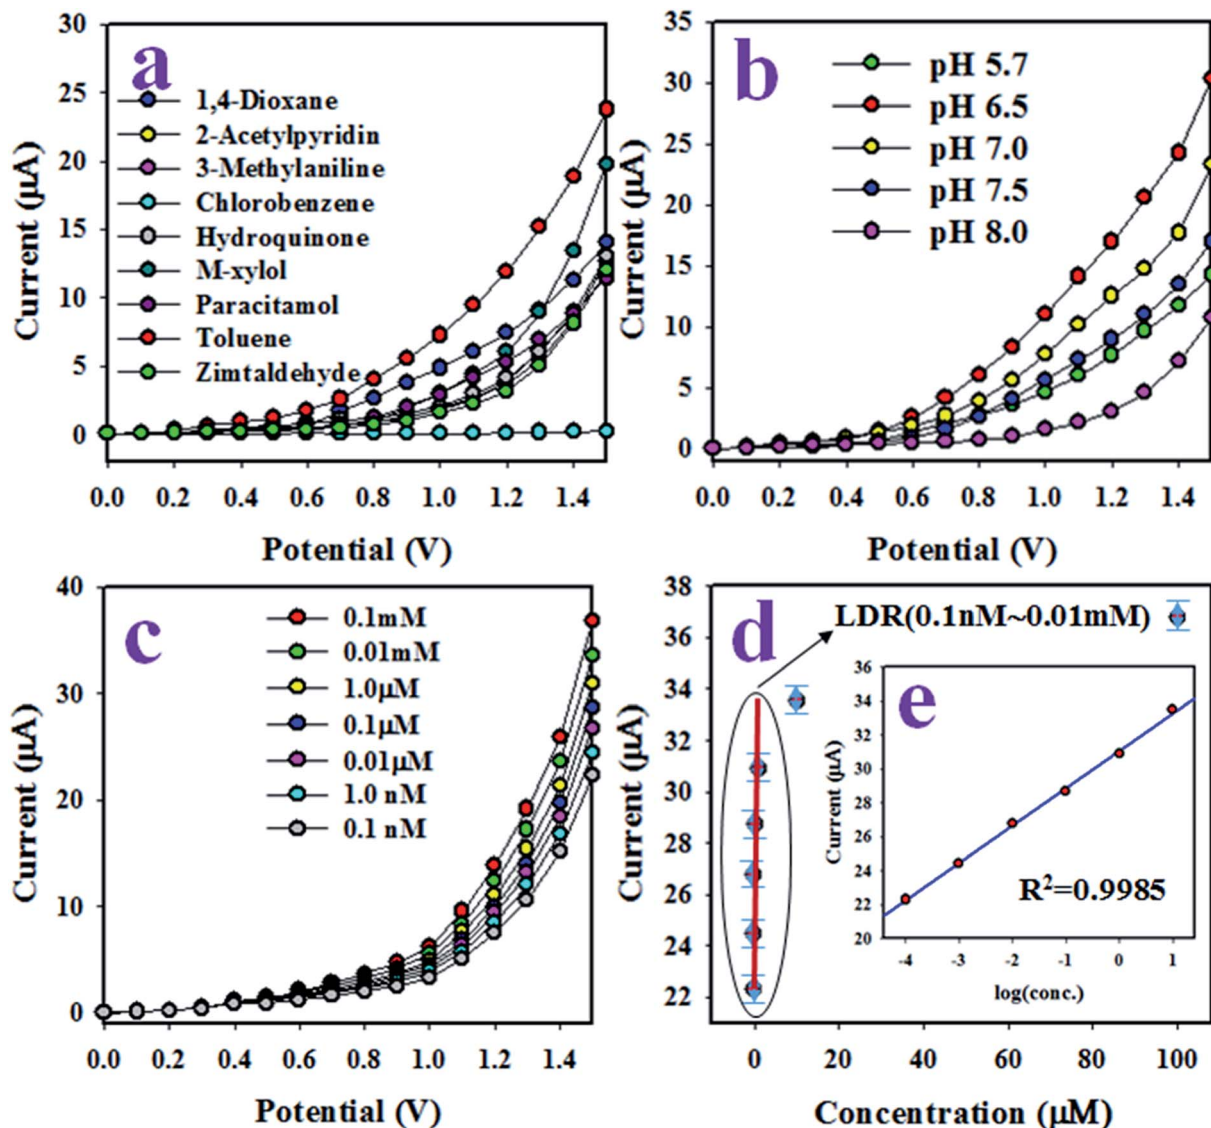 a
30
25
20
15
10
5
0
Current (µA)
1,4-Dioxane
2-Acetylpyridin
3-Methylaniline
Chlorobenzene
Hydroquinone
M-xylol
Paracitamol
Toluene
Zimtaldehyde
0.0 0.2 0.4 0.6 0.8 1.0 1.2 1.4
Potential (V)
b
35
30
25
20
15
10
5
0
Current (µA)
pH 5.7
pH 6.5
pH 7.0
pH 7.5
pH 8.0
0.0 0.2 0.4 0.6 0.8 1.0 1.2 1.4
Potential (V)
c
40
30
20
10
0
Current (µA)
0.1mM
0.01mM
1.0µM
0.1µM
0.01µM
1.0 nM
0.1 nM
0.0 0.2 0.4 0.6 0.8 1.0 1.2 1.4
Potential (V)
d
38
36
34
32
30
28
26
24
22
Current (µA)
LDR(0.1nM~0.01mM)
0 20 40 60 80 100
Concentration (µM)
e
36
34
32
30
28
26
24
22
20
Current (µA)
R²=0.9985
-4 -3 -2 -1 0 1
log(conc.)